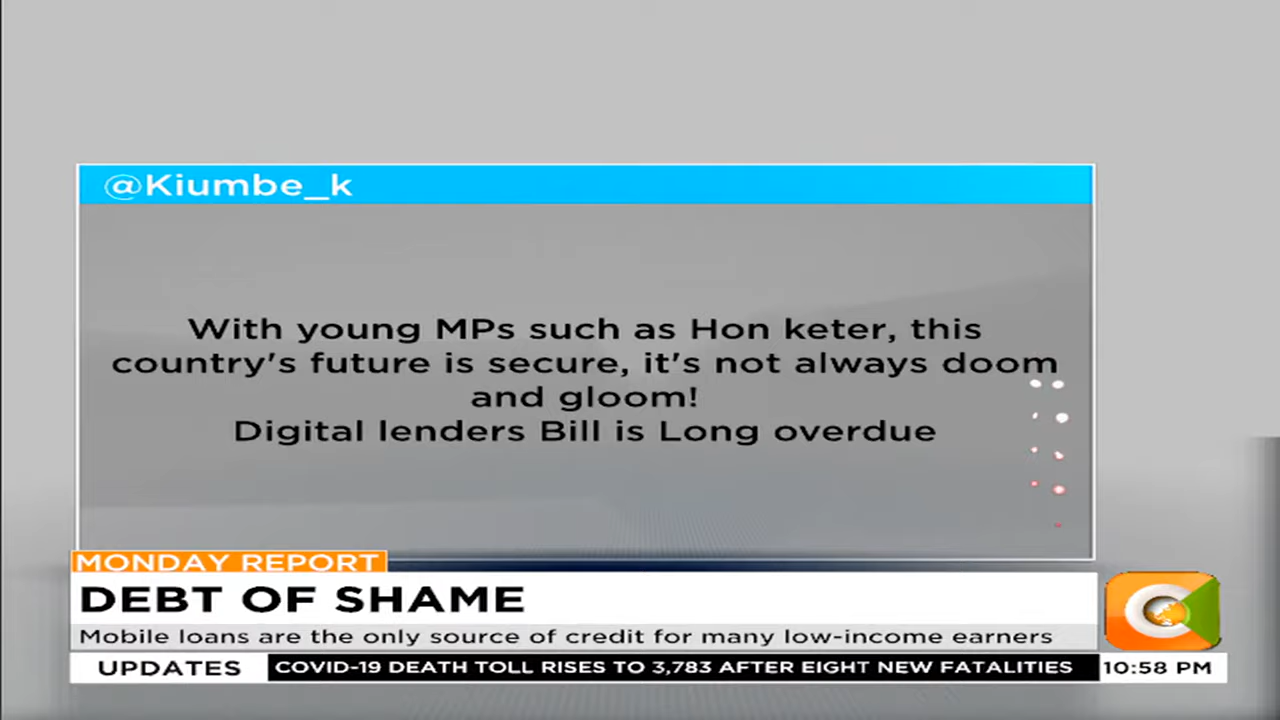 @Kiumbe_k
With young MPs such as Hon keter, this
country's future is secure, it's not always doom
and gloom!
Digital lenders Bill is Long overdue
MONDAY REPORT
DEBT OF SHAME
Mobile loans are the only source of credit for many low-income earners
UPDATES COVID-19 DEATH TOLL RISES TO 3,783 AFTER EIGHT NEW FATALITIES 10:58 PM